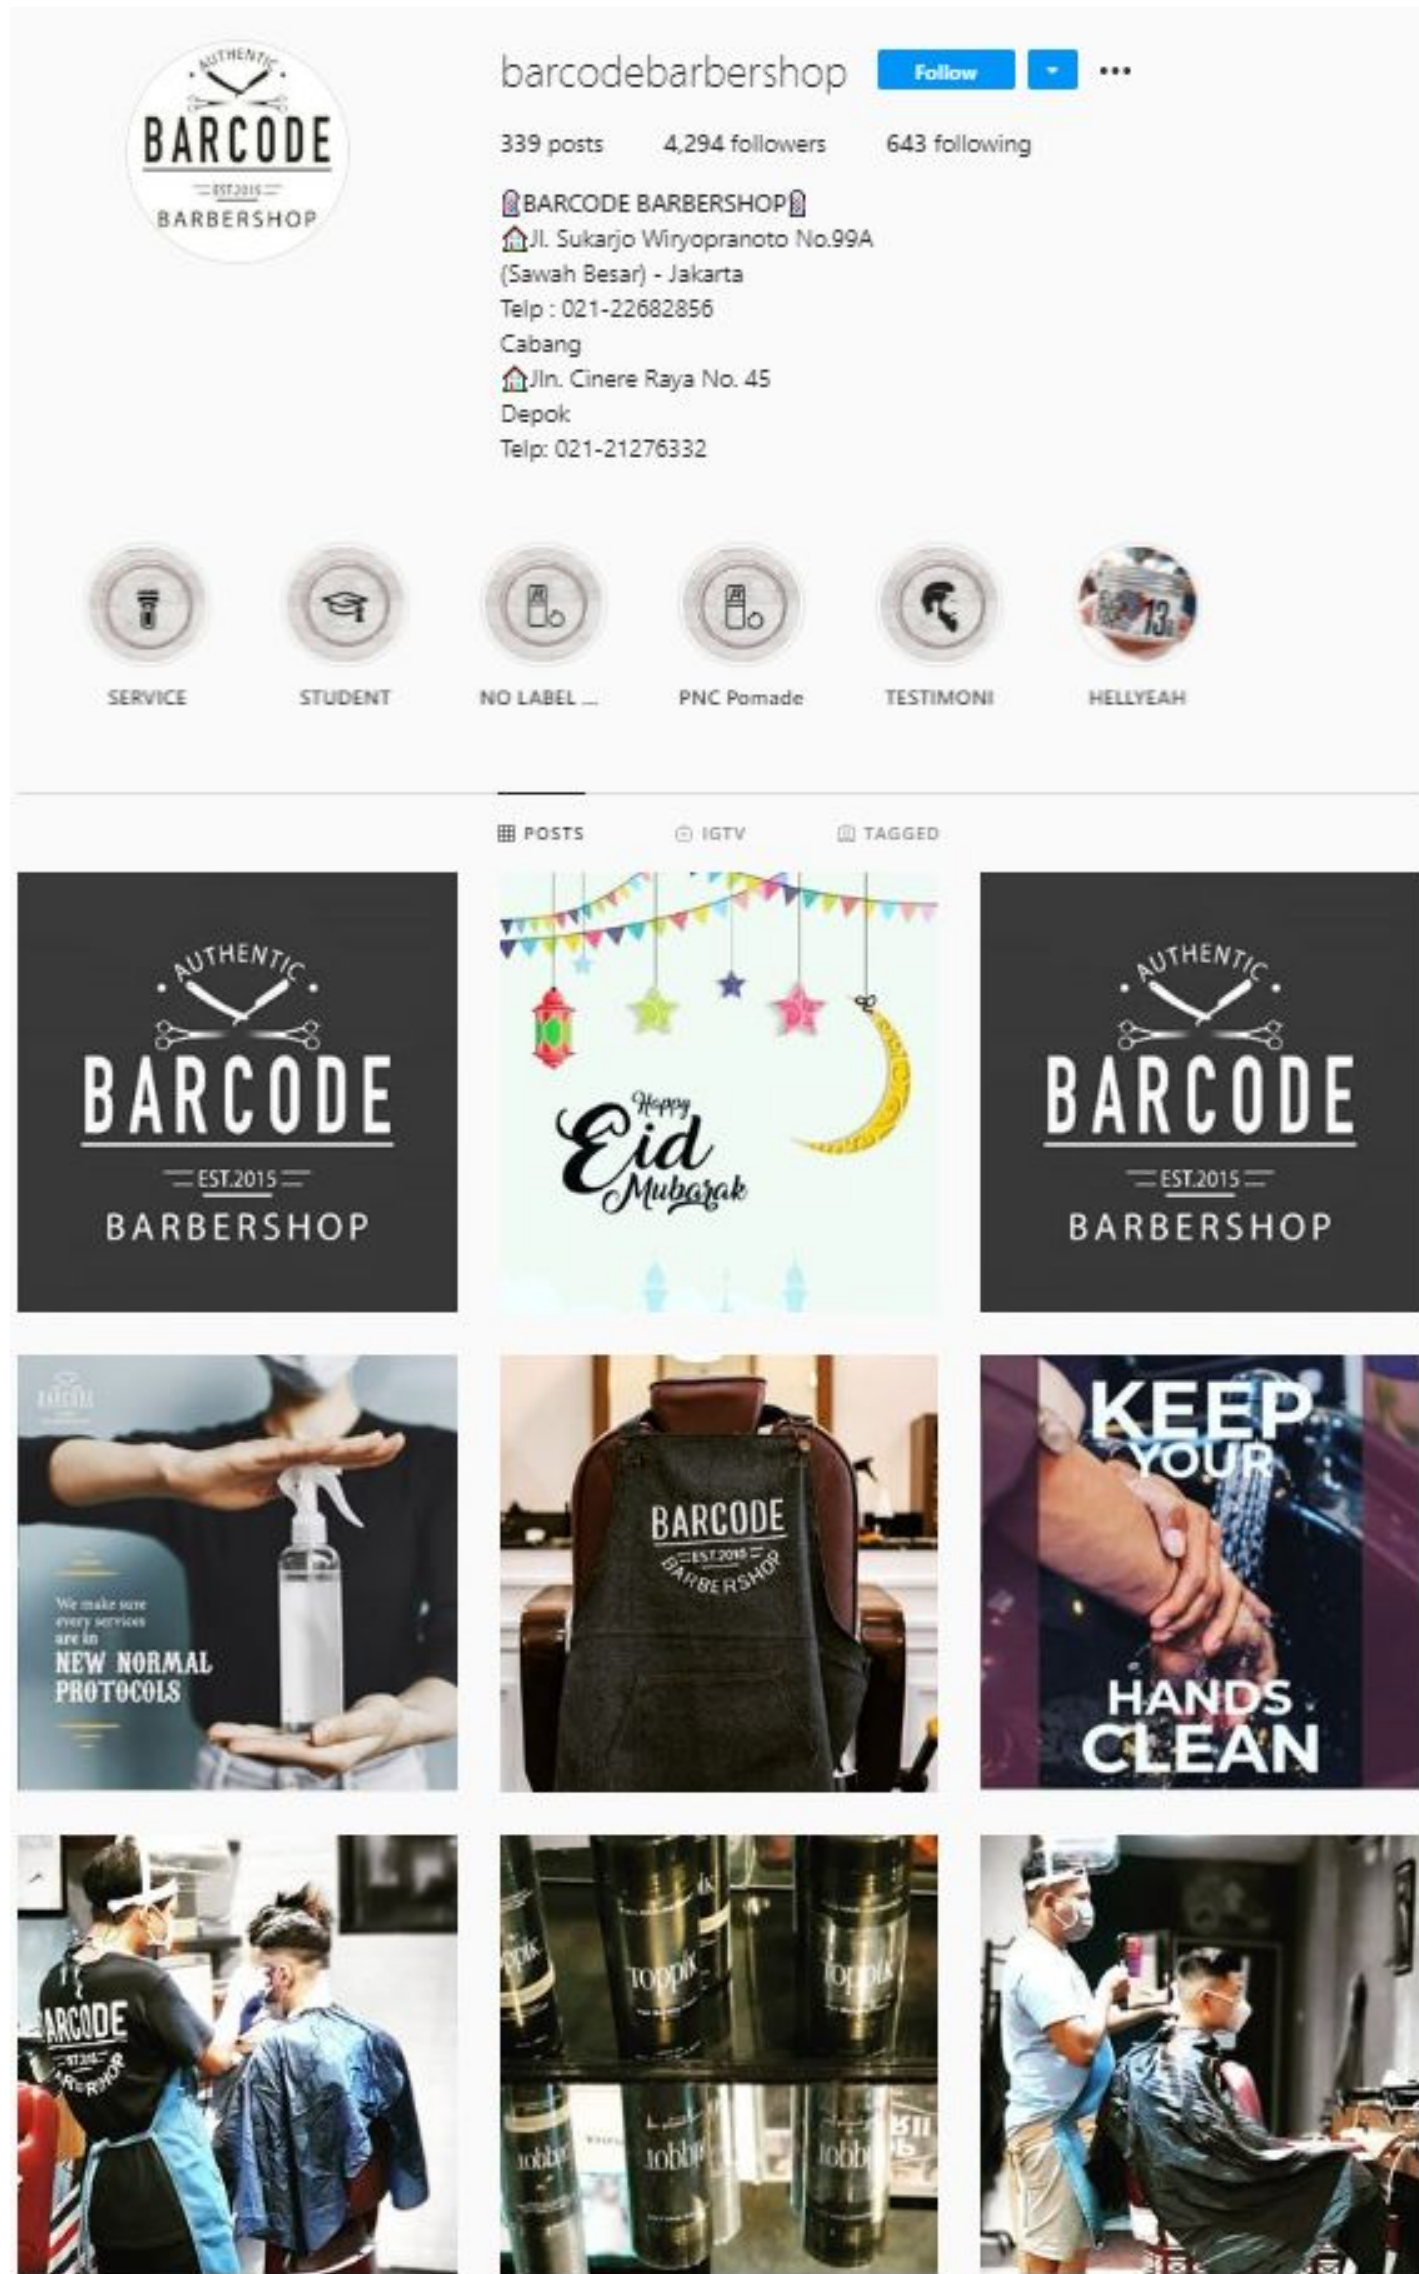 AUTHENTIC
BARCODE
EST.2015
BARBERSHOP
barcodebarbershop
Follow
339 posts 4,294 followers 643 following
BARCODE BARBERSHOP
Jl. Sukarjo Wiryopranoto No.99A
(Sawah Besar) - Jakarta
Telp : 021-22682856
Cabang
Jln. Cinere Raya No. 45
Depok
Telp: 021-21276332
13
SERVICE STUDENT NO LABEL ... PNC Pomade TESTIMONI HELLYEAH
POSTS IGTV TAGGED
AUTHENTIC
BARCODE
EST.2015
BARBERSHOP
Happy
Eid
Mubarak
AUTHENTIC
BARCODE
EST.2015
BARBERSHOP
BARCODE
We make sure
every services
are in
NEW NORMAL
PROTOCOLS
BARCODE
EST.2015
BARBERSHOP
KEEP
YOUR
HANDS
CLEAN
BARCODE
TOPPIK
TOPPIK